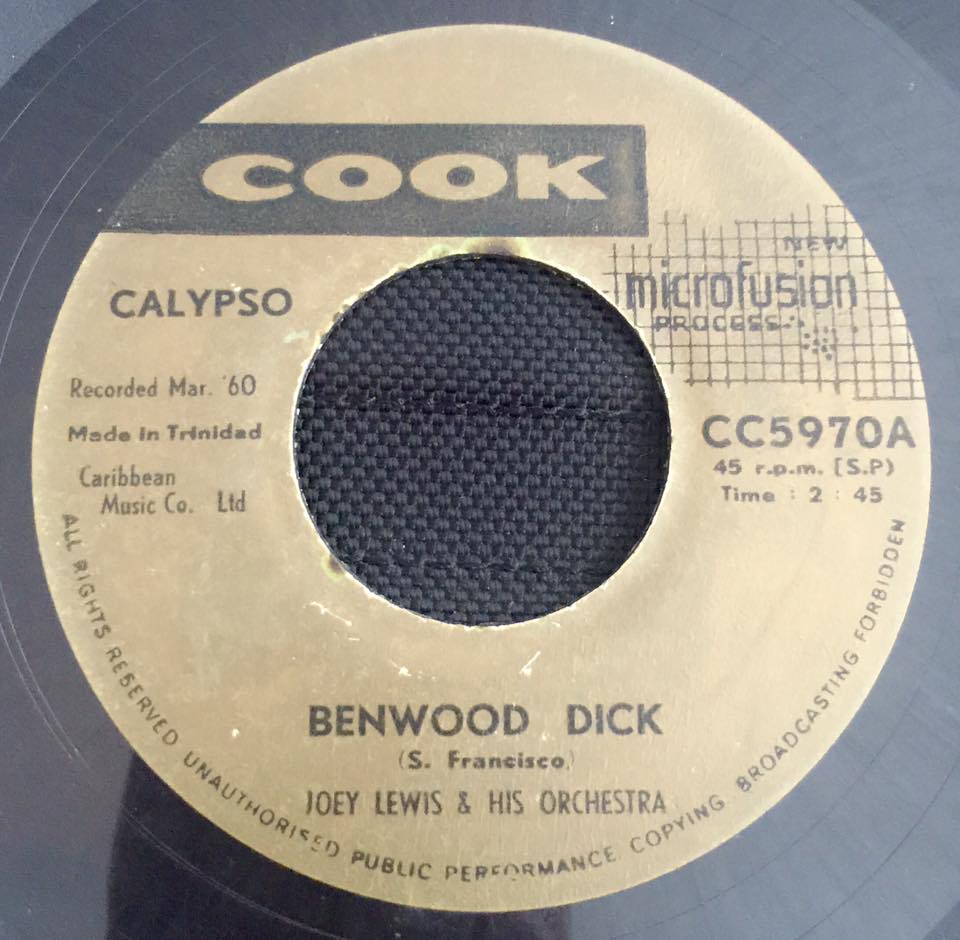 COOK
NEW
microfusion
PROCESS
CALYPSO
Recorded Mar. '60
Made in Trinidad
Caribbean
Music Co. Ltd
CC5970A
45 r.p.m. [S.P)
Time : 2 : 45
BENWOOD DICK
(S. Francisco)
JOEY LEWIS & HIS ORCHESTRA
ALL RIGHTS RESERVED UNAUTHORISED PUBLIC PERFORMANCE. COPYING BROADCASTING FORBIDDEN